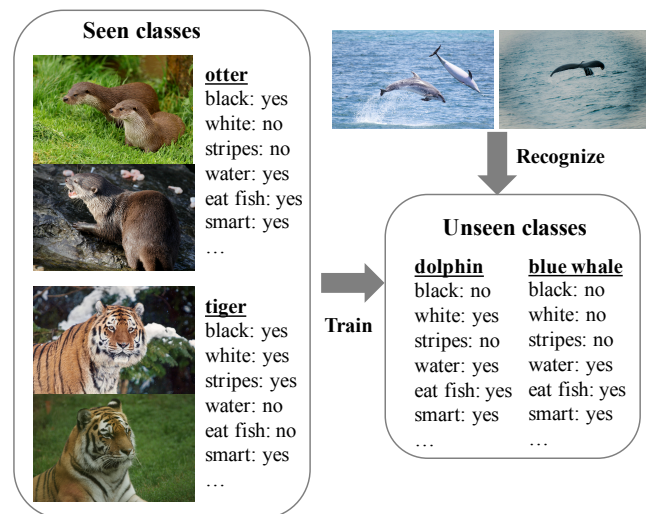 Seen classes
otter
black: yes
white: no
stripes: no
water: yes
eat fish: yes
smart: yes
…
tiger
black: yes
white: yes
stripes: yes
water: no
eat fish: no
smart: yes
…
Train
Recognize
Unseen classes
dolphin
black: no
white: yes
stripes: no
water: yes
eat fish: yes
smart: yes
…
blue whale
black: no
white: no
stripes: no
water: yes
eat fish: yes
smart: yes
…